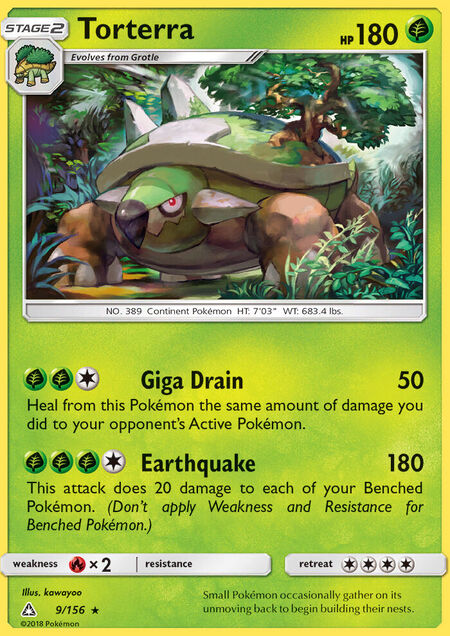 STAGE2
Torterra
HP 180
Evolves from Grotle
NO. 389 Continent Pokémon HT: 7'03" WT: 683.4 lbs.
Giga Drain 50
Heal from this Pokémon the same amount of damage you
did to your opponent's Active Pokémon.
Earthquake 180
This attack does 20 damage to each of your Benched
Pokémon. (Don't apply Weakness and Resistance for
Benched Pokémon.)
weakness ×2 resistance retreat
Illus. kawayoo
9/156 ★
©2018 Pokémon
Small Pokémon occasionally gather on its
unmoving back to begin building their nests.